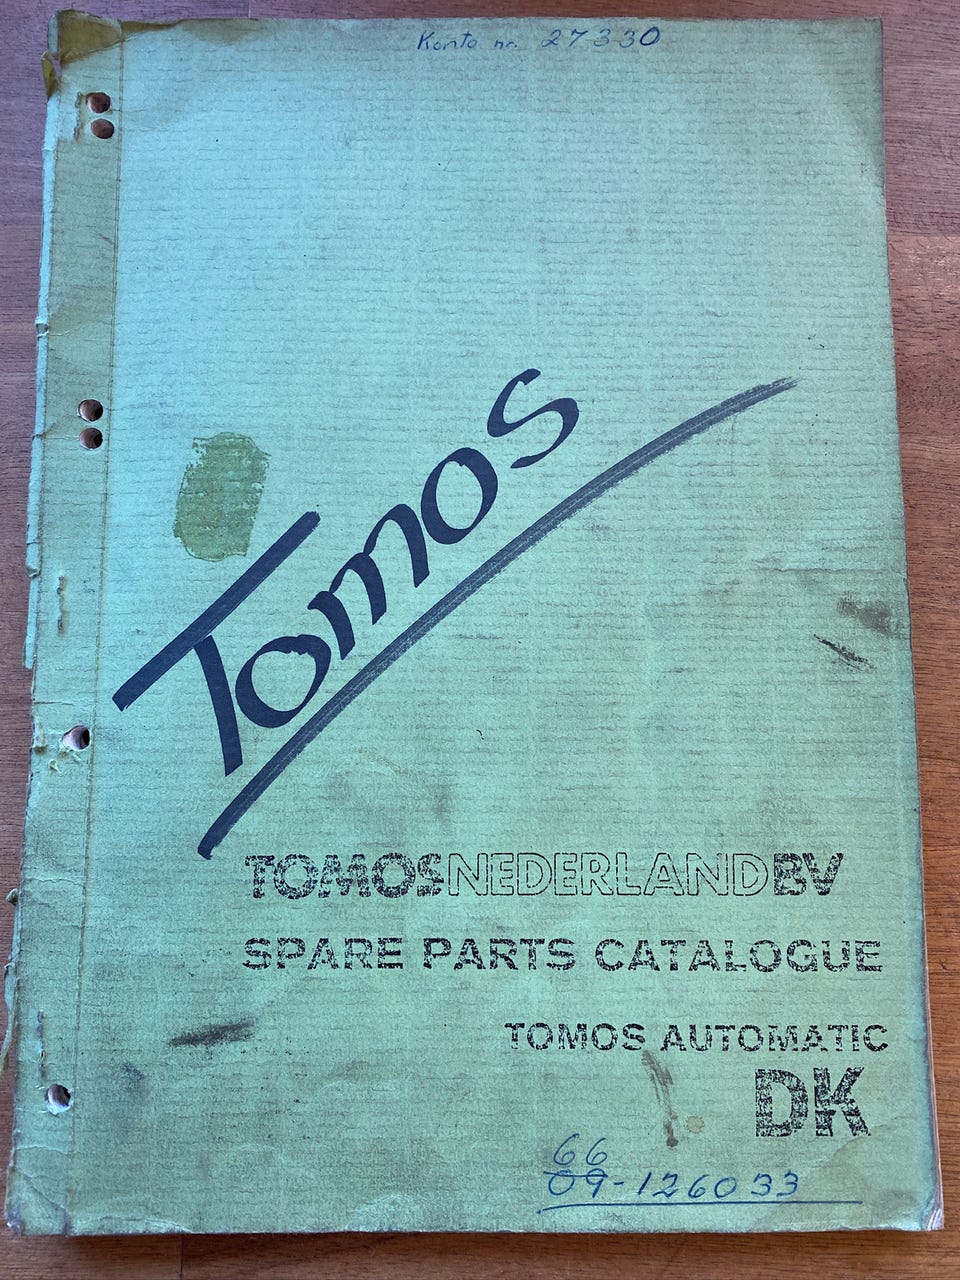 Konto nr. 27330
Tomos
TOMOSNEDERLANDBV
SPARE PARTS CATALOGUE
TOMOS AUTOMATIC
DK
66
09-126033